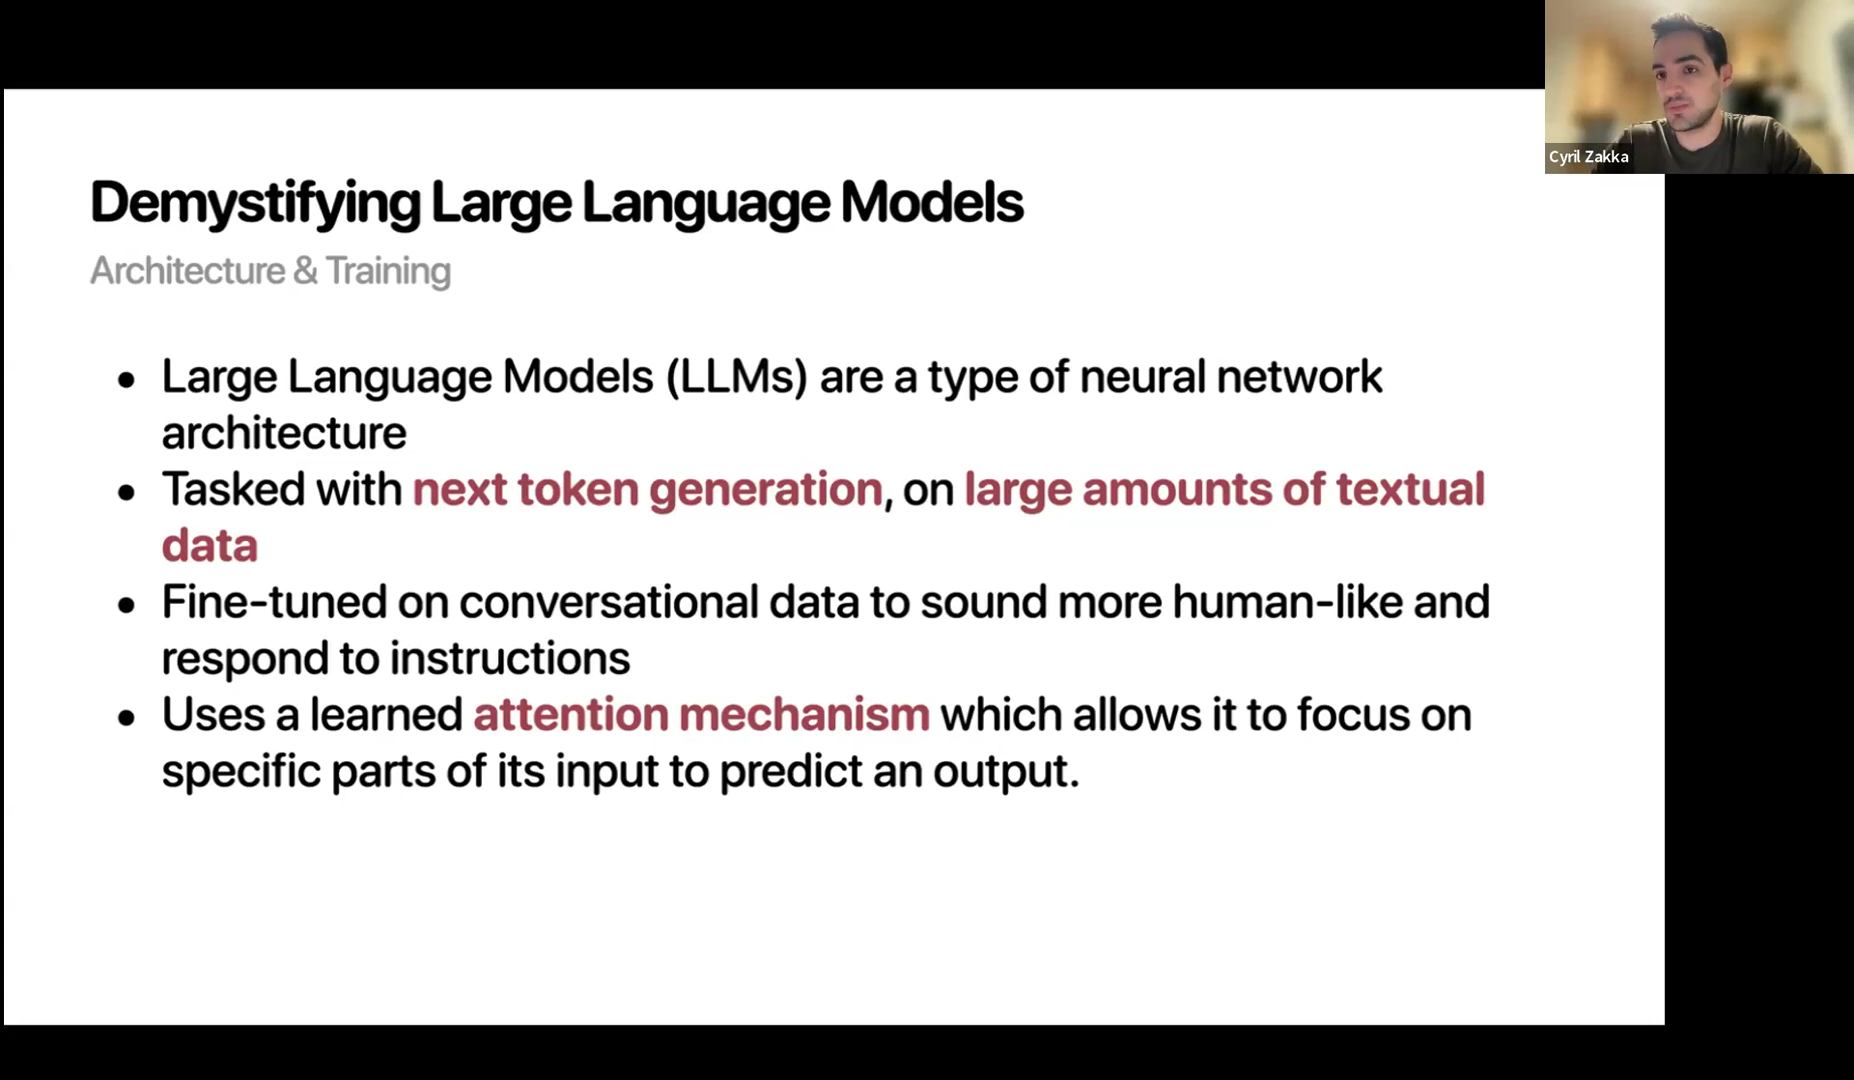 Cyril Zakka
Demystifying Large Language Models
Architecture & Training
• Large Language Models (LLMs) are a type of neural network
architecture
• Tasked with next token generation, on large amounts of textual
data
• Fine-tuned on conversational data to sound more human-like and
respond to instructions
• Uses a learned attention mechanism which allows it to focus on
specific parts of its input to predict an output.